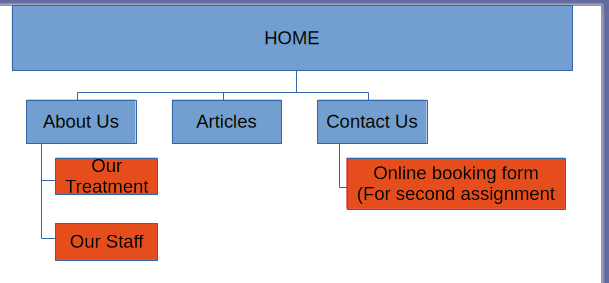 HOME
About Us
Articles
Contact Us
Our
Treatment
Online booking form
(For second assignment
Our Staff